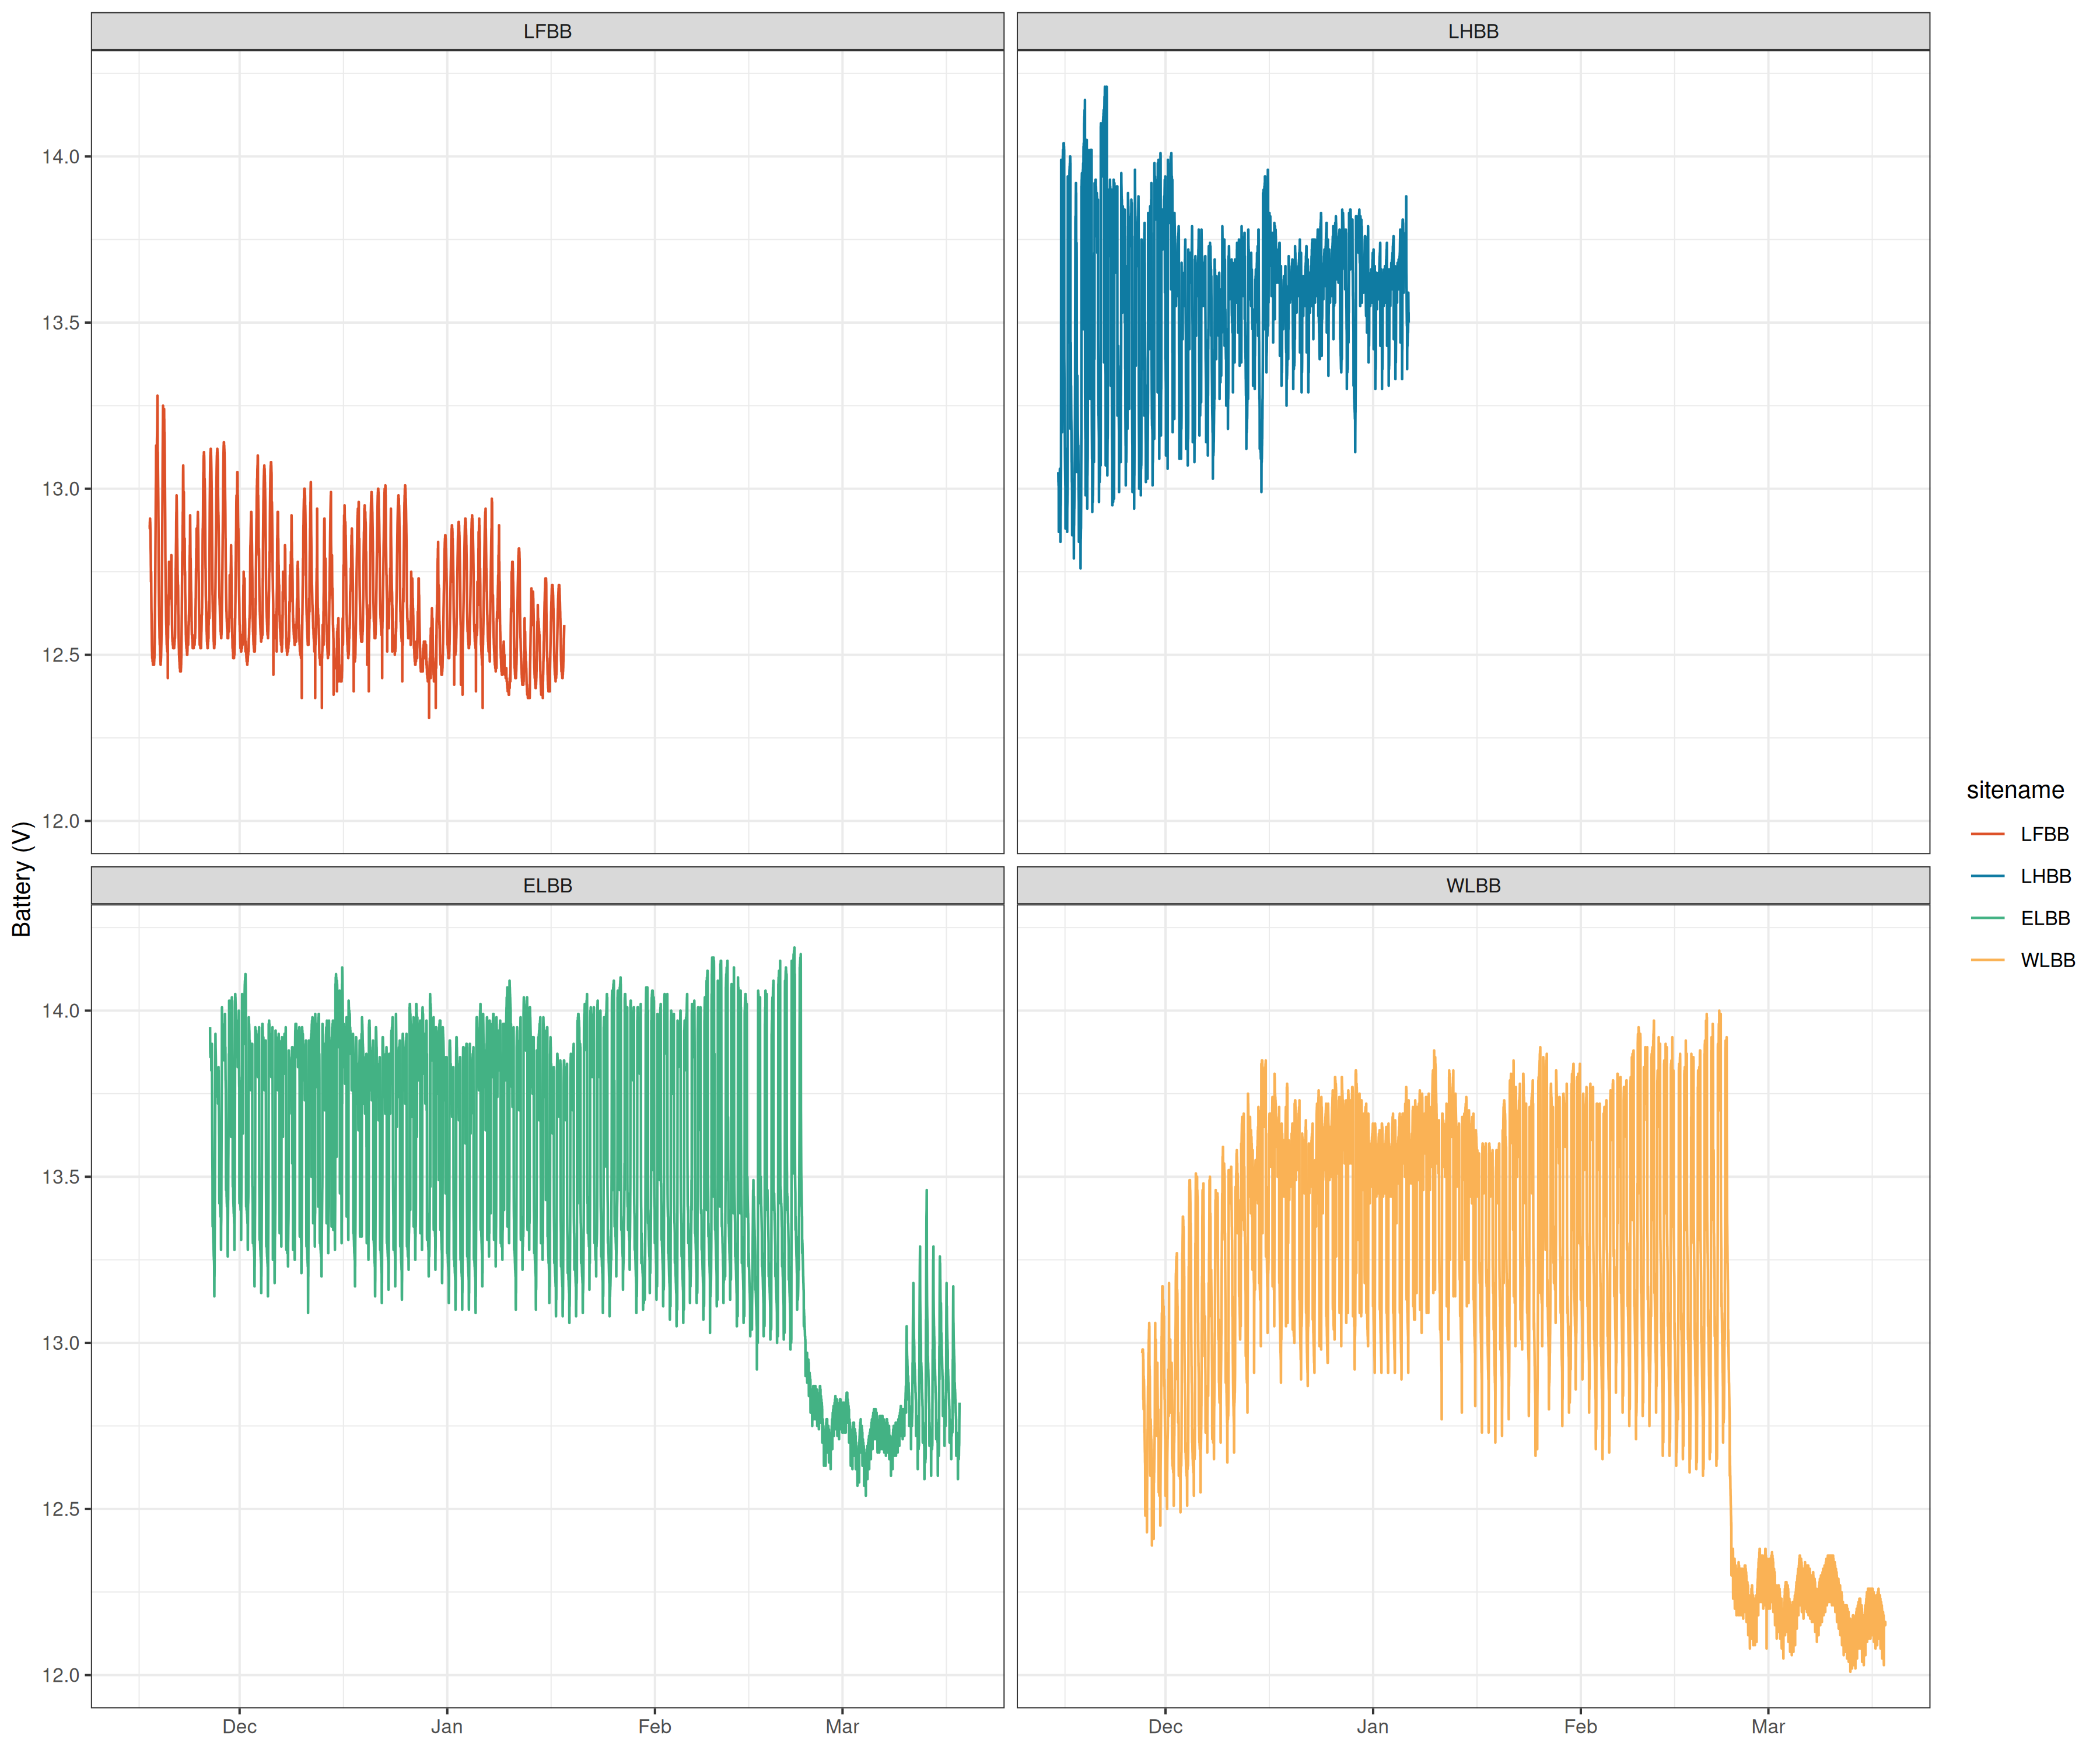 LFBB
LHBB
14.0
13.5
13.0
12.5
12.0
ELBB
WLBB
14.0
13.5
13.0
12.5
12.0
Dec
Jan
Feb
Mar
Dec
Jan
Feb
Mar
Battery (V)
sitename
LFBB
LHBB
ELBB
WLBB